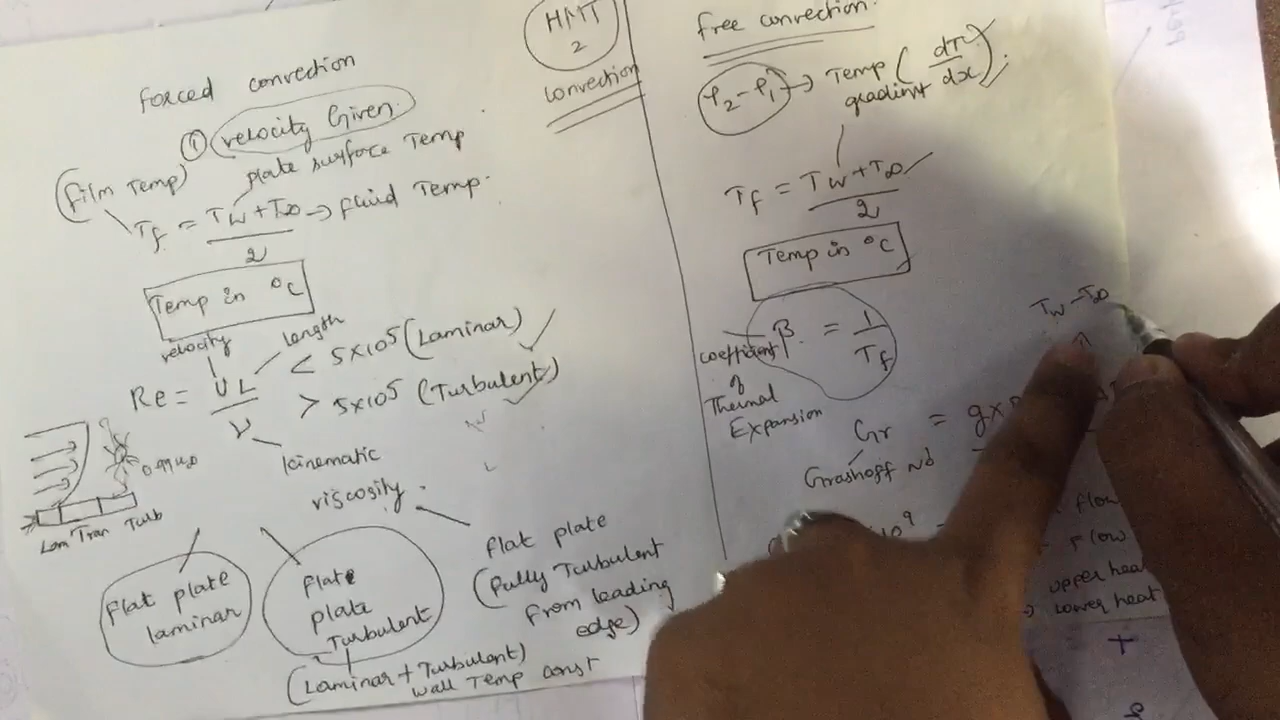 HMT
2
convection
Forced convection
① velocity Given.
(Film Temp)
plate surface Temp
Tf = (Tw + T∞)/2 → fluid Temp.
Temp in °C
velocity
length
Re = UL/ν
< 5×10⁵ (Laminar)
> 5×10⁵ (Turbulent)
kinematic
viscosity.
Lam Tran Turb
Flat plate
laminar
Flate
plate
Turbulent
(Laminar + Turbulent)
wall Temp const
flat plate
(fully Turbulent
from leading
edge)
free convection.
ρ2 - ρ1 → Temp gradient (dT/dx).
Tf = (Tw + T∞)/2
Temp in °C
β = 1/Tf
coefficient
of
Thermal
Expansion
Tw - T∞
Gr = g×
Grashoff No
flow
Flow
upper hea
lower heat
+